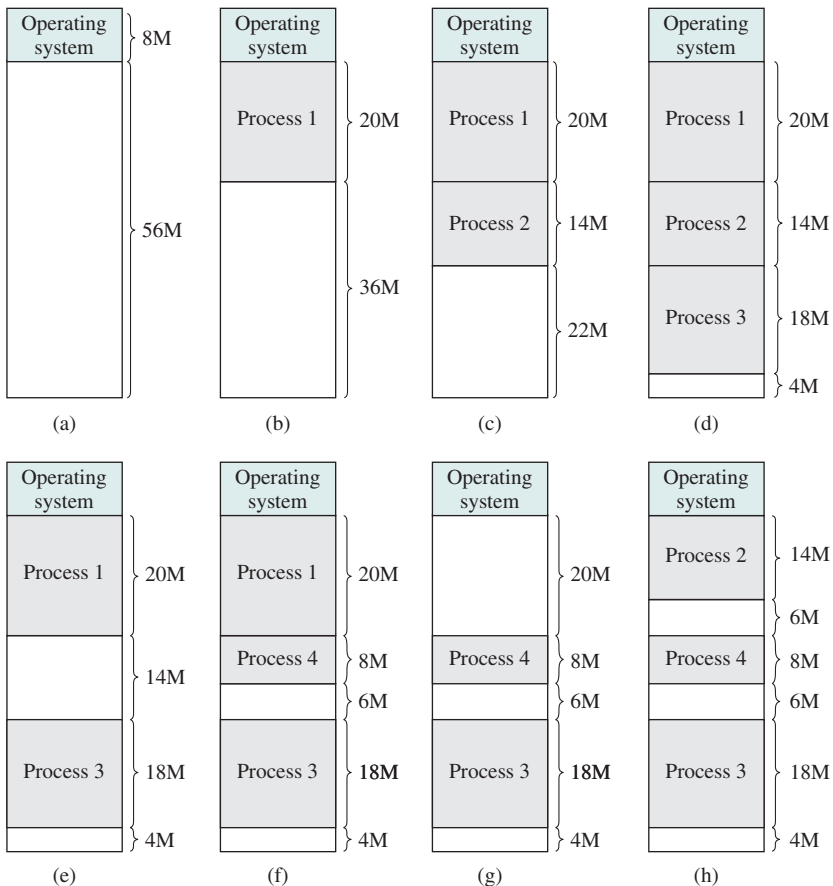 Operating
system
8M
56M
(a)
Operating
system
Process 1
20M
36M
(b)
Operating
system
Process 1
20M
Process 2
14M
22M
(c)
Operating
system
Process 1
20M
Process 2
14M
Process 3
18M
4M
(d)
Operating
system
Process 1
20M
14M
Process 3
18M
4M
(e)
Operating
system
Process 1
20M
Process 4
8M
6M
Process 3
18M
4M
(f)
Operating
system
20M
Process 4
8M
6M
Process 3
18M
4M
(g)
Operating
system
Process 2
14M
6M
Process 4
8M
6M
Process 3
18M
4M
(h)